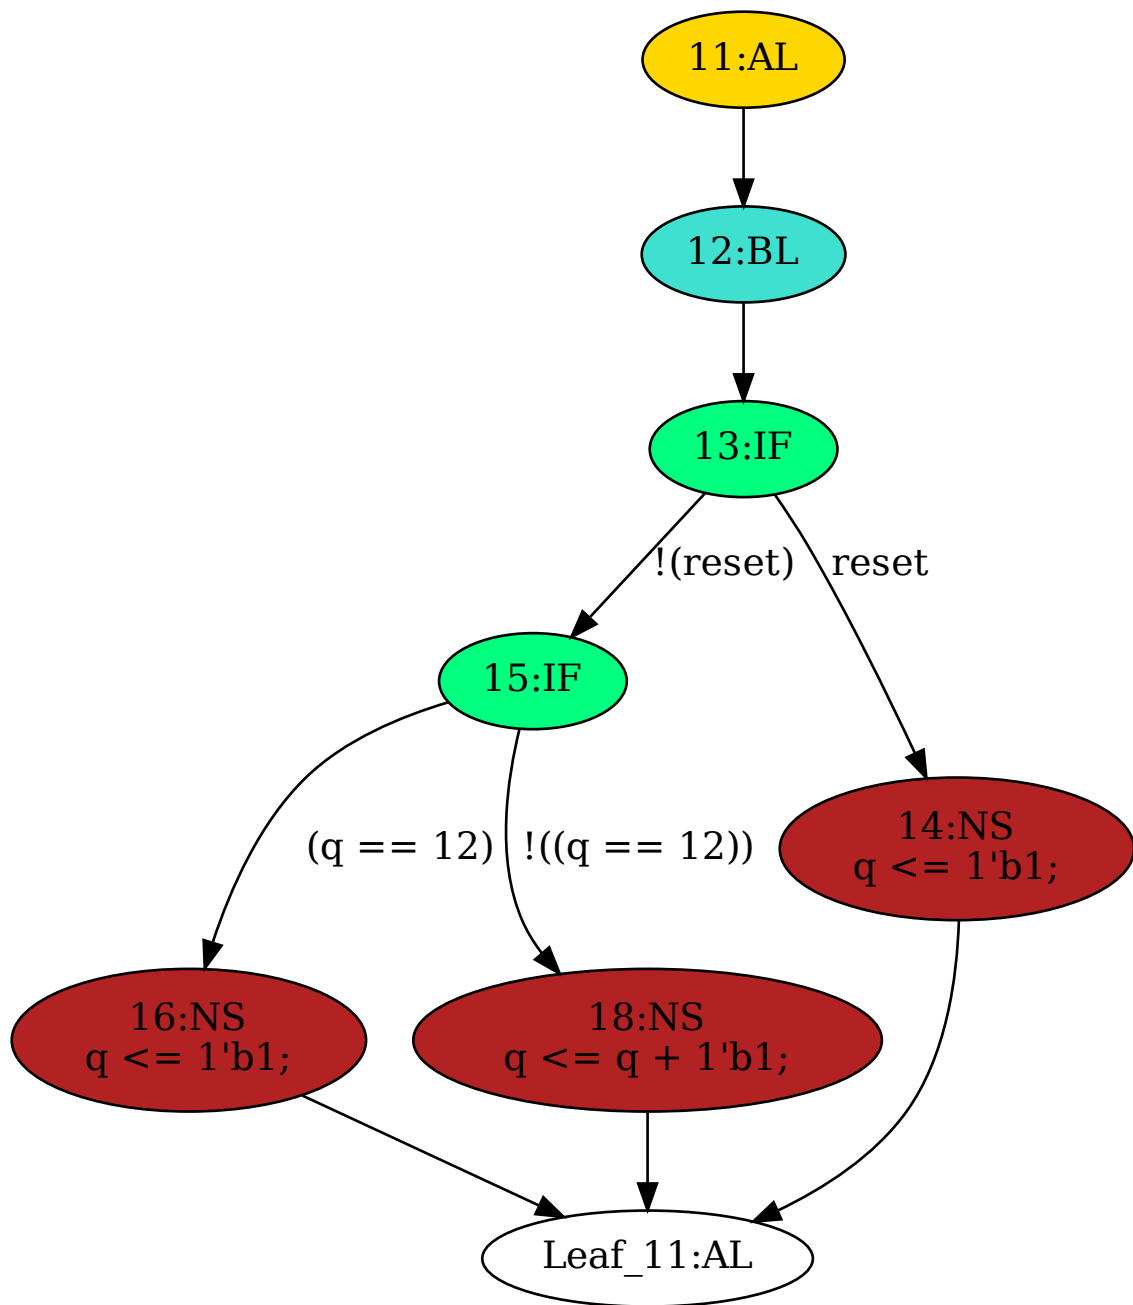 11:AL
12:BL
13:IF
!(reset)
reset
15:IF
(q == 12)
!((q == 12))
14:NS
q <= 1'b1;
16:NS
q <= 1'b1;
18:NS
q <= q + 1'b1;
Leaf_11:AL